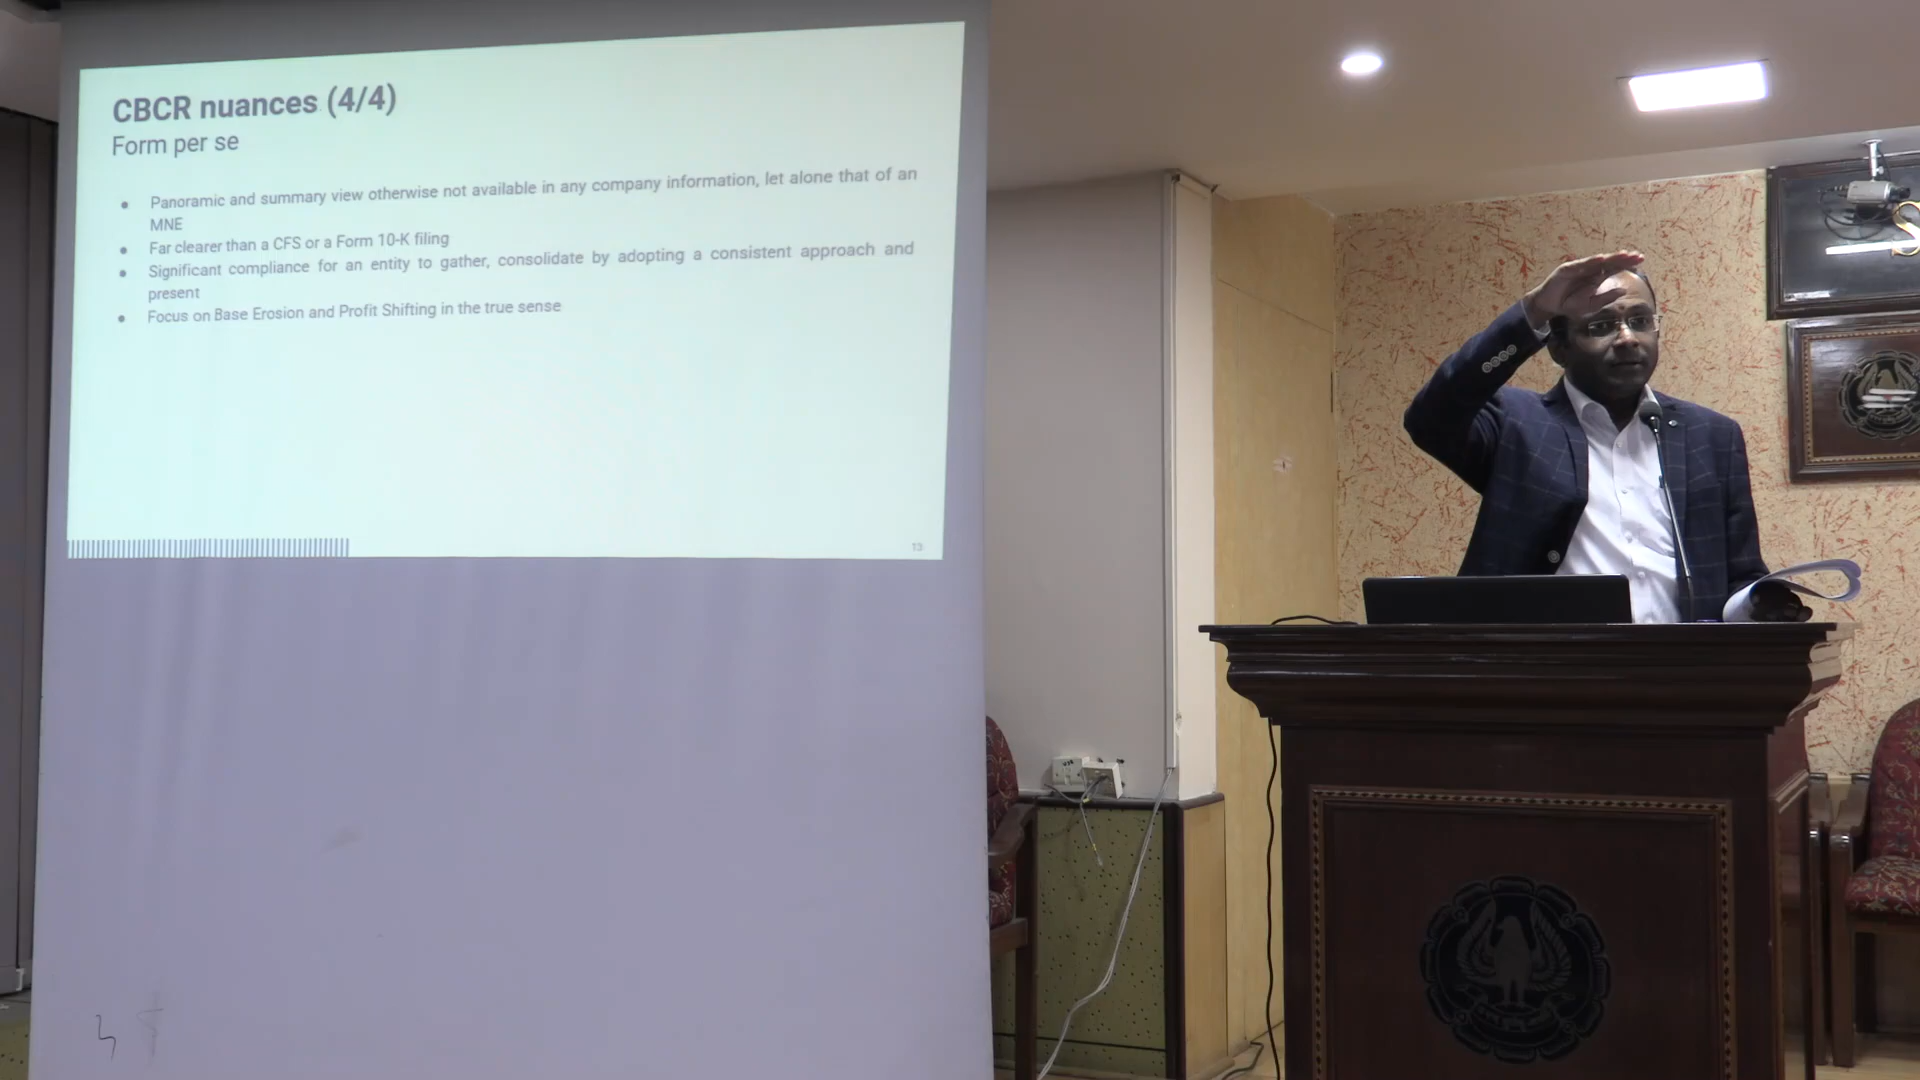 CBCR nuances (4/4)
Form per se
• Panoramic and summary view otherwise not available in any company information, let alone that of an
MNE
• Far clearer than a CFS or a Form 10-K filing
• Significant compliance for an entity to gather, consolidate by adopting a consistent approach and
present
• Focus on Base Erosion and Profit Shifting in the true sense
13